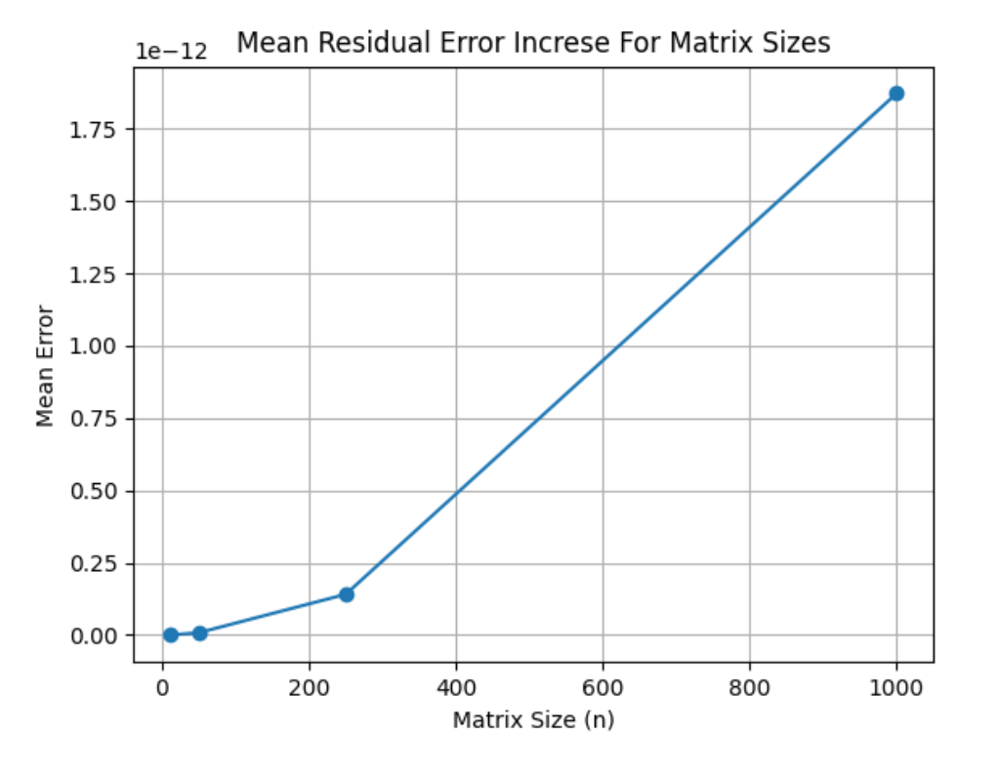 1e−12
Mean Residual Error Increse For Matrix Sizes
1.75
1.50
1.25
1.00
0.75
0.50
0.25
0.00
Mean Error
0 200 400 600 800 1000
Matrix Size (n)